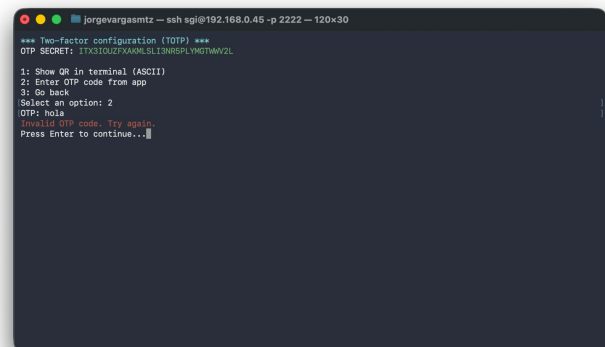 jorgevargasmtz — ssh sgi@192.168.0.45 -p 2222 — 120×30
*** Two-factor configuration (TOTP) ***
OTP SECRET: ITX3IOUZFXAKMLSLI3NR5PLYMGTWWV2L
1: Show QR in terminal (ASCII)
2: Enter OTP code from app
3: Go back
[Select an option: 2 ]
[OTP: hola ]
Invalid OTP code. Try again.
Press Enter to continue...